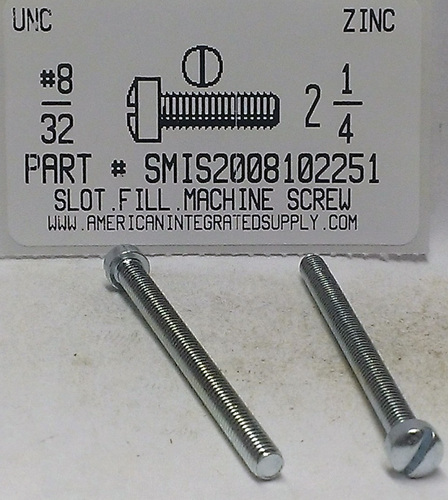 UNC ZINC
#8
32
2 1
4
PART # SMIS2008102251
SLOT.FILL.MACHINE SCREW
WWW.AMERICANINTEGRATEDSUPPLY.COM